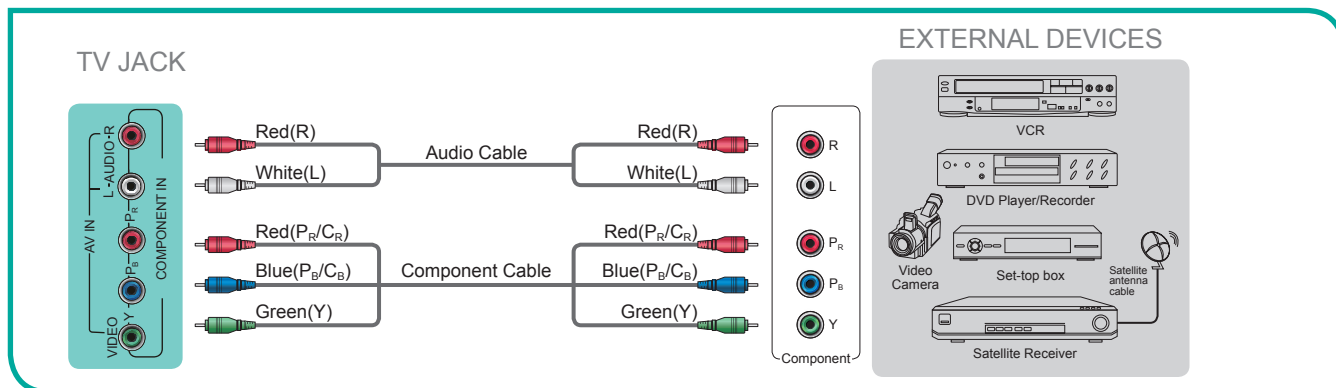 TV JACK
EXTERNAL DEVICES
AV IN
L -AUDIO-R
PR
PB
VIDEO Y
COMPONENT IN
Red(R)
White(L)
Audio Cable
Red(R)
White(L)
Red(PR/CR)
Blue(PB/CB)
Green(Y)
Component Cable
Red(PR/CR)
Blue(PB/CB)
Green(Y)
R
L
PR
PB
Y
Component
VCR
DVD Player/Recorder
Video
Camera
Set-top box
Satellite
antenna
cable
Satellite Receiver